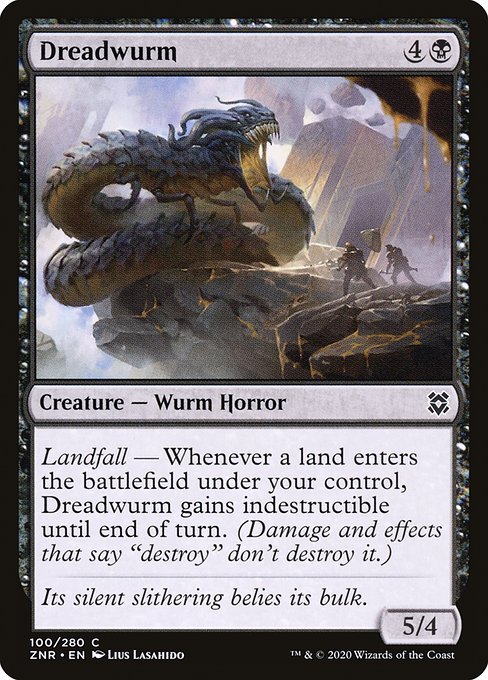 Dreadwurm 4
Creature — Wurm Horror
Landfall — Whenever a land enters
the battlefield under your control,
Dreadwurm gains indestructible
until end of turn. (Damage and effects
that say “destroy” don’t destroy it.)
Its silent slithering belies its bulk.
5/4
100/280 C
ZNR • EN Lius Lasahido
™ & © 2020 Wizards of the Coast